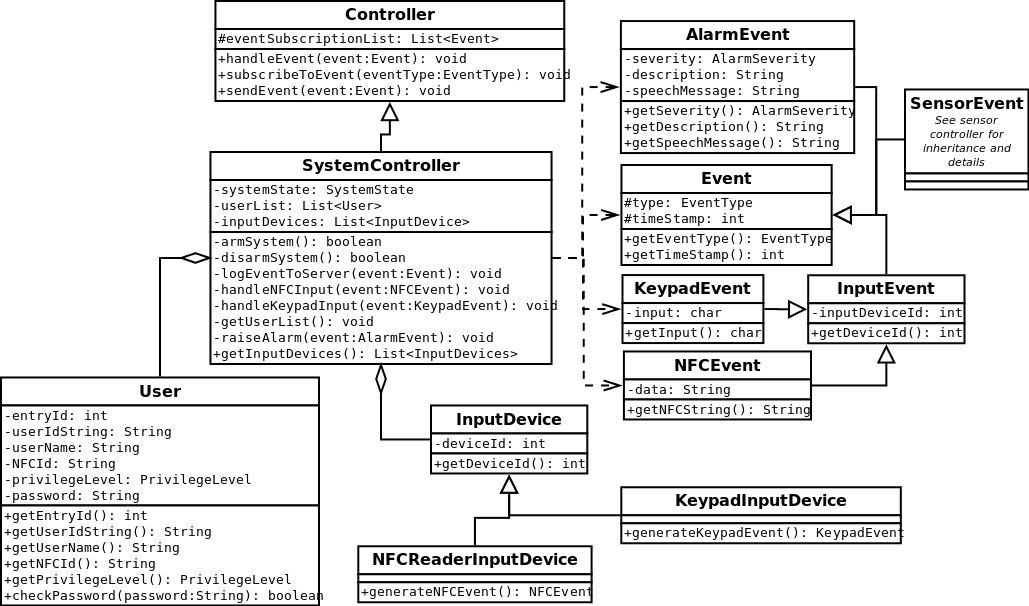 Controller
#eventSubscriptionList: List<Event>
+handleEvent(event:Event): void
+subscribeToEvent(eventType:EventType): void
+sendEvent(event:Event): void
AlarmEvent
-severity: AlarmSeverity
-description: String
-speechMessage: String
+getSeverity(): AlarmSeverity
+getDescription(): String
+getSpeechMessage(): String
SensorEvent
See sensor
controller for
inheritance and
details
SystemController
-systemState: SystemState
-userList: List<User>
-inputDevices: List<InputDevice>
-armSystem(): boolean
-disarmSystem(): boolean
-logEventToServer(event:Event): void
-handleNFCInput(event:NFCEvent): void
-handleKeypadInput(event:KeypadEvent): void
-getUserList(): void
-raiseAlarm(event:AlarmEvent): void
+getInputDevices(): List<InputDevices>
Event
#type: EventType
#timeStamp: int
+getEventType(): EventType
+getTimeStamp(): int
KeypadEvent
-input: char
+getInput(): char
InputEvent
-inputDeviceId: int
+getDeviceId(): int
NFCEvent
-data: String
+getNFCString(): String
User
-entryId: int
-userIdString: String
-userName: String
-NFCId: String
-privilegeLevel: PrivilegeLevel
-password: String
+getEntryId(): int
+getUserIdString(): String
+getUserName(): String
+getNFCId(): String
+getPrivilegeLevel(): PrivilegeLevel
+checkPassword(password:String): boolean
InputDevice
-deviceId: int
+getDeviceId(): int
KeypadInputDevice
+generateKeypadEvent(): KeypadEvent
NFCReaderInputDevice
+generateNFCEvent(): NFCEvent